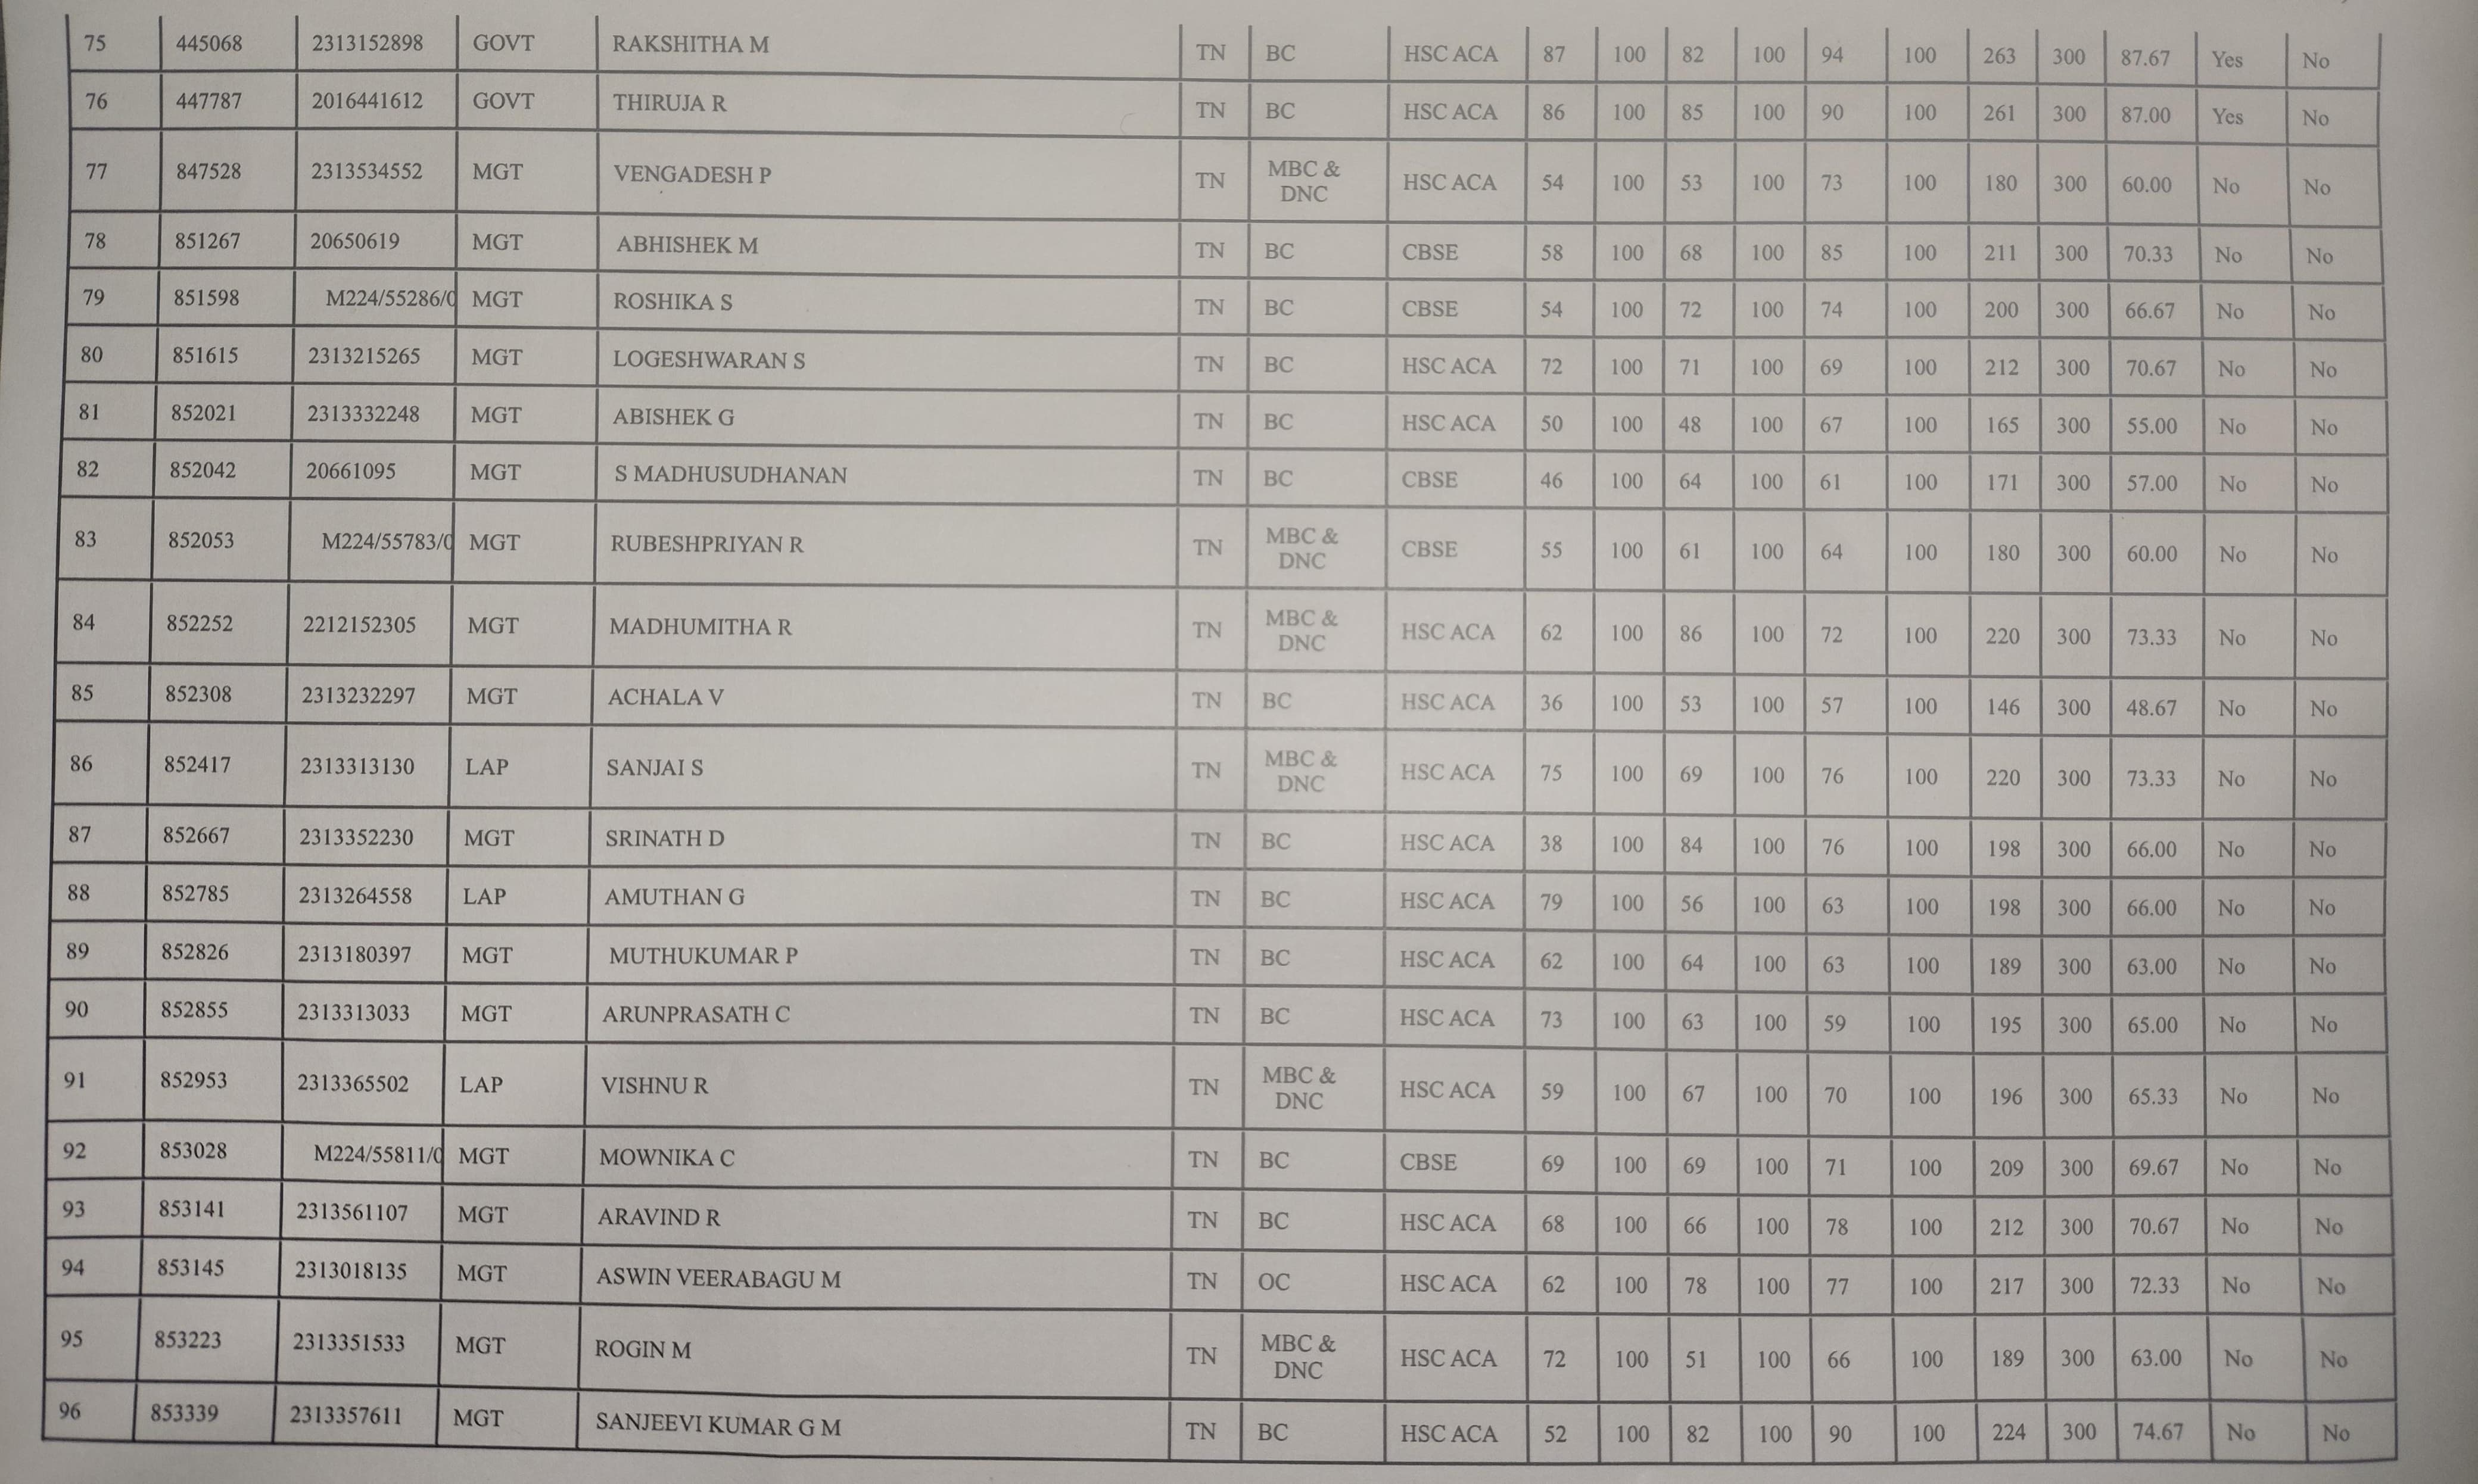 75 445068 2313152898 GOVT RAKSHITHA M TN BC HSC ACA 87 100 82 100 94 100 263 300 87.67 Yes No
76 447787 2016441612 GOVT THIRUJA R TN BC HSC ACA 86 100 85 100 90 100 261 300 87.00 Yes No
77 847528 2313534552 MGT VENGADESH P TN MBC & DNC HSC ACA 54 100 53 100 73 100 180 300 60.00 No No
78 851267 20650619 MGT ABHISHEK M TN BC CBSE 58 100 68 100 85 100 211 300 70.33 No No
79 851598 M224/55286/0 MGT ROSHIKA S TN BC CBSE 54 100 72 100 74 100 200 300 66.67 No No
80 851615 2313215265 MGT LOGESHWARAN S TN BC HSC ACA 72 100 71 100 69 100 212 300 70.67 No No
81 852021 2313332248 MGT ABISHEK G TN BC HSC ACA 50 100 48 100 67 100 165 300 55.00 No No
82 852042 20661095 MGT S MADHUSUDHANAN TN BC CBSE 46 100 64 100 61 100 171 300 57.00 No No
83 852053 M224/55783/0 MGT RUBESHPRIYAN R TN MBC & DNC CBSE 55 100 61 100 64 100 180 300 60.00 No No
84 852252 2212152305 MGT MADHUMITHA R TN MBC & DNC HSC ACA 62 100 86 100 72 100 220 300 73.33 No No
85 852308 2313232297 MGT ACHALA V TN BC HSC ACA 36 100 53 100 57 100 146 300 48.67 No No
86 852417 2313313130 LAP SANJAI S TN MBC & DNC HSC ACA 75 100 69 100 76 100 220 300 73.33 No No
87 852667 2313352230 MGT SRINATH D TN BC HSC ACA 38 100 84 100 76 100 198 300 66.00 No No
88 852785 2313264558 LAP AMUTHAN G TN BC HSC ACA 79 100 56 100 63 100 198 300 66.00 No No
89 852826 2313180397 MGT MUTHUKUMAR P TN BC HSC ACA 62 100 64 100 63 100 189 300 63.00 No No
90 852855 2313313033 MGT ARUNPRASATH C TN BC HSC ACA 73 100 63 100 59 100 195 300 65.00 No No
91 852953 2313365502 LAP VISHNU R TN MBC & DNC HSC ACA 59 100 67 100 70 100 196 300 65.33 No No
92 853028 M224/55811/0 MGT MOWNIKA C TN BC CBSE 69 100 69 100 71 100 209 300 69.67 No No
93 853141 2313561107 MGT ARAVIND R TN BC HSC ACA 68 100 66 100 78 100 212 300 70.67 No No
94 853145 2313018135 MGT ASWIN VEERABAGU M TN OC HSC ACA 62 100 78 100 77 100 217 300 72.33 No No
95 853223 2313351533 MGT ROGIN M TN MBC & DNC HSC ACA 72 100 51 100 66 100 189 300 63.00 No No
96 853339 2313357611 MGT SANJEEVI KUMAR G M TN BC HSC ACA 52 100 82 100 90 100 224 300 74.67 No No